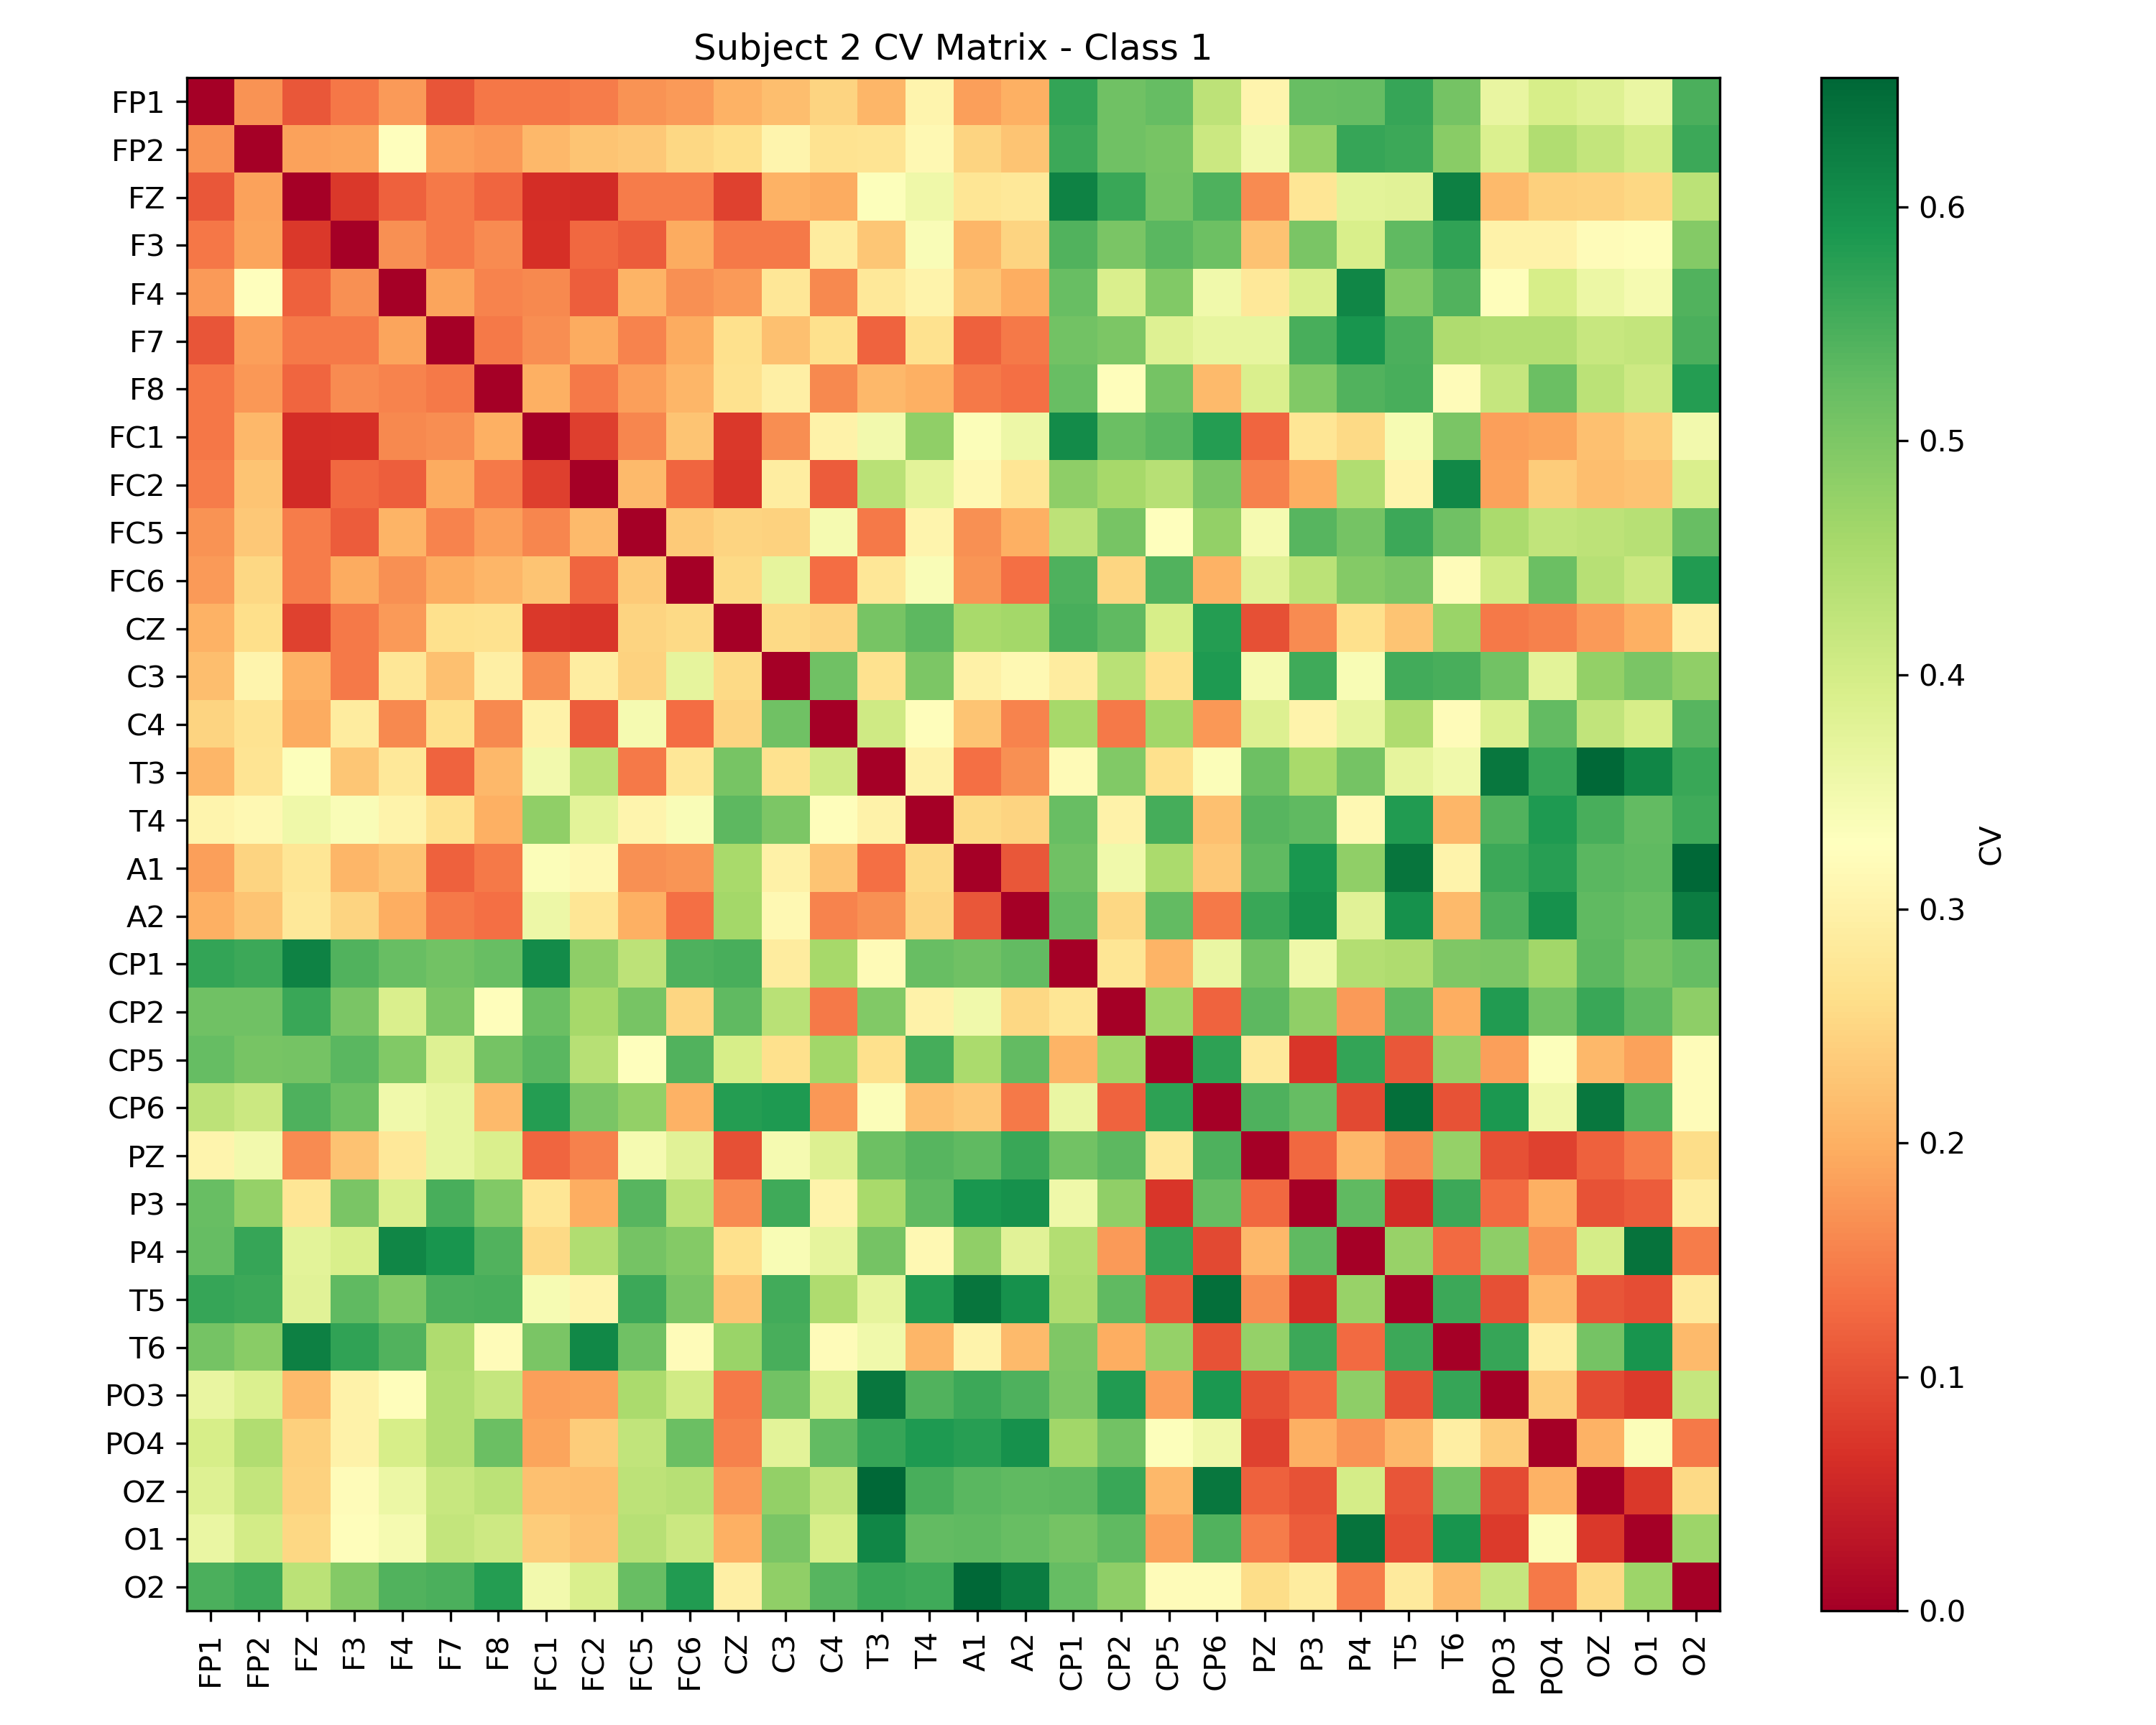 Subject 2 CV Matrix - Class 1
FP1
FP2
FZ
F3
F4
F7
F8
FC1
FC2
FC5
FC6
CZ
C3
C4
T3
T4
A1
A2
CP1
CP2
CP5
CP6
PZ
P3
P4
T5
T6
PO3
PO4
OZ
O1
O2
FP1 FP2 FZ F3 F4 F7 F8 FC1 FC2 FC5 FC6 CZ C3 C4 T3 T4 A1 A2 CP1 CP2 CP5 CP6 PZ P3 P4 T5 T6 PO3 PO4 OZ O1 O2
0.6
0.5
0.4
0.3
0.2
0.1
0.0
CV